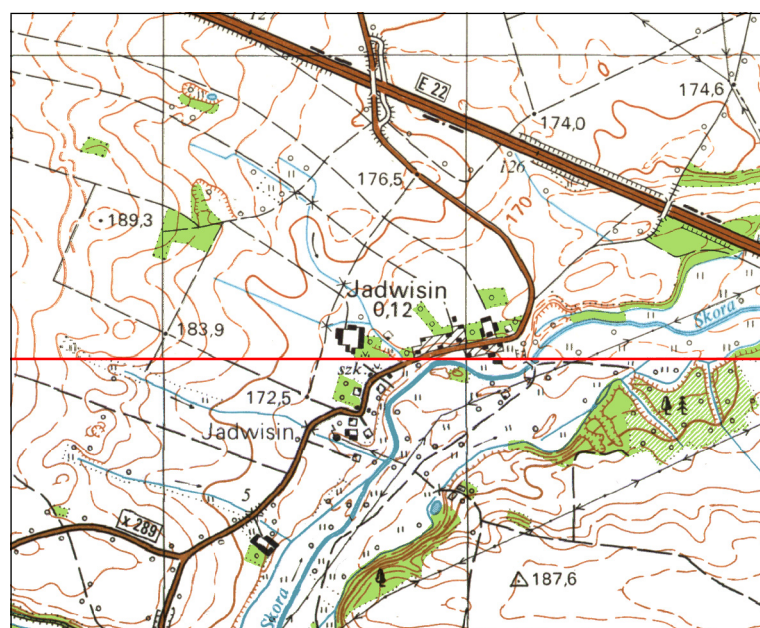 E 22
174,6
174,0
176,5
126
170
189,3
Jadwisin
0,12
Skora
183,9
szk.
172,5
Jadwisin
5
x 289
187,6
Skora